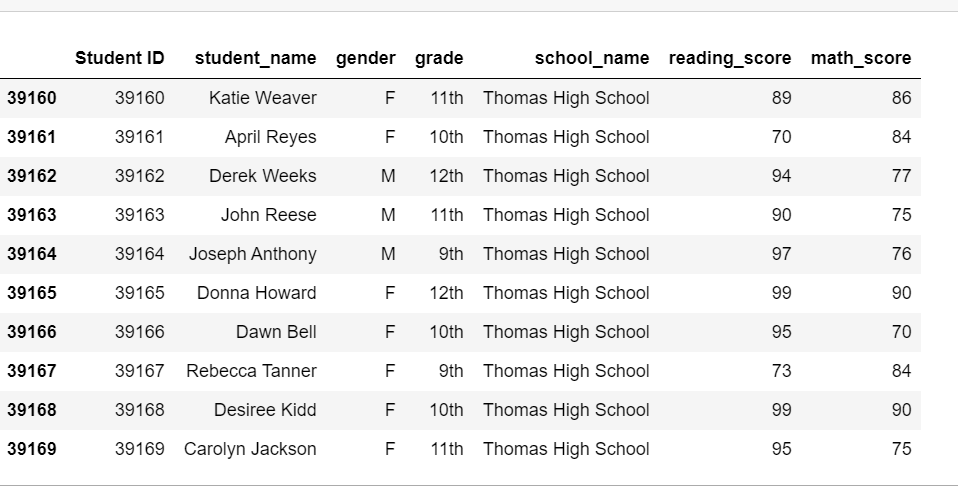 Student ID student_name gender grade school_name reading_score math_score
39160 39160 Katie Weaver F 11th Thomas High School 89 86
39161 39161 April Reyes F 10th Thomas High School 70 84
39162 39162 Derek Weeks M 12th Thomas High School 94 77
39163 39163 John Reese M 11th Thomas High School 90 75
39164 39164 Joseph Anthony M 9th Thomas High School 97 76
39165 39165 Donna Howard F 12th Thomas High School 99 90
39166 39166 Dawn Bell F 10th Thomas High School 95 70
39167 39167 Rebecca Tanner F 9th Thomas High School 73 84
39168 39168 Desiree Kidd F 10th Thomas High School 99 90
39169 39169 Carolyn Jackson F 11th Thomas High School 95 75